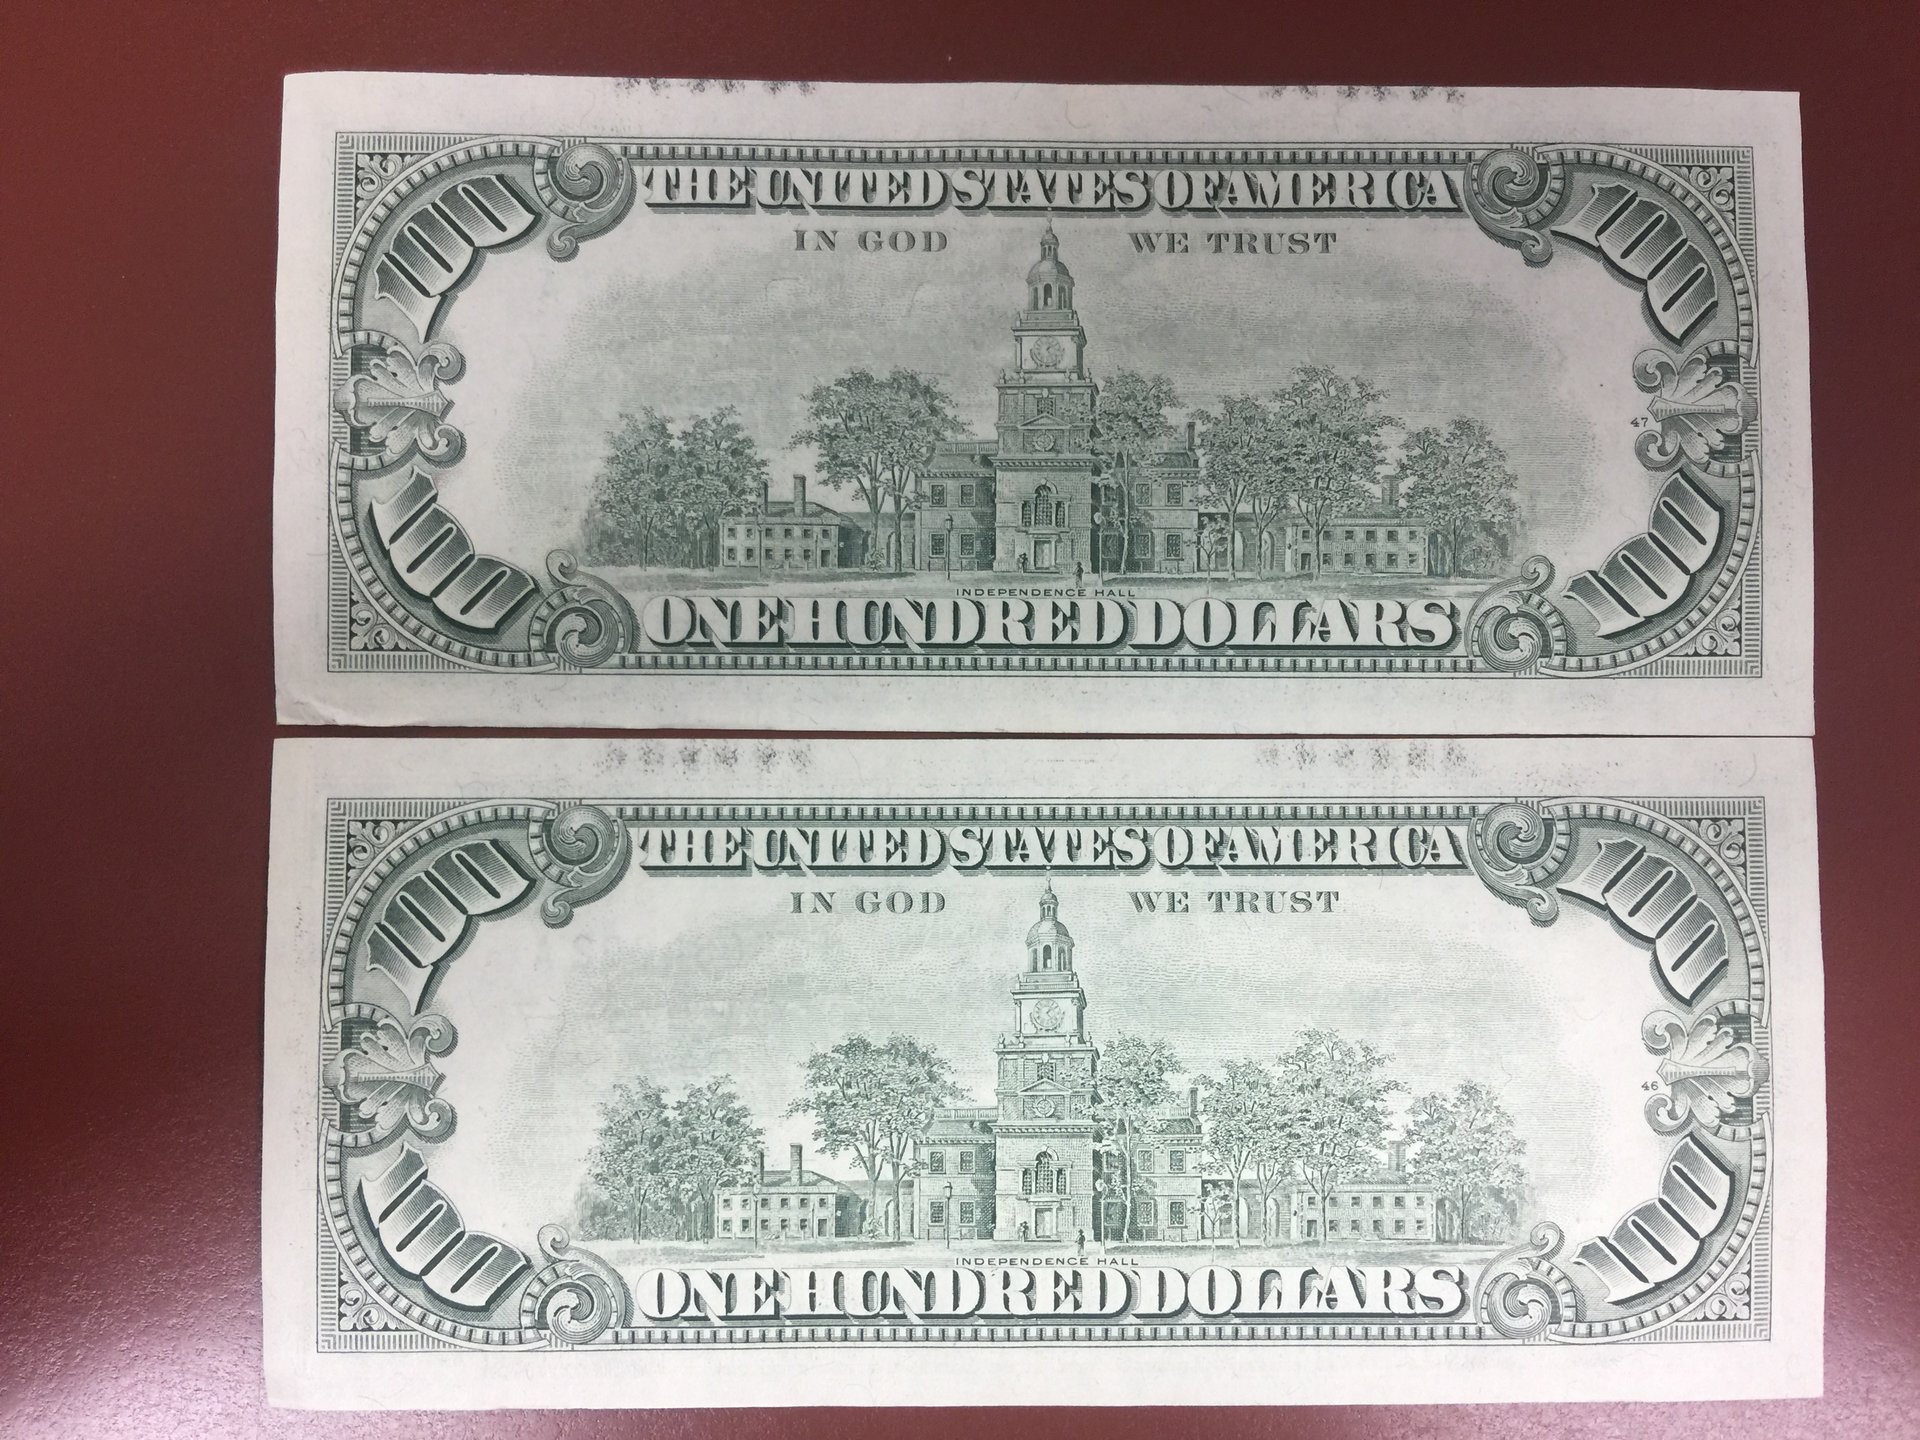 THE UNITED STATES OF AMERICA
100 IN GOD WE TRUST 100
47
INDEPENDENCE HALL
100 ONE HUNDRED DOLLARS 100
THE UNITED STATES OF AMERICA
100 IN GOD WE TRUST 100
46
INDEPENDENCE HALL
100 ONE HUNDRED DOLLARS 100